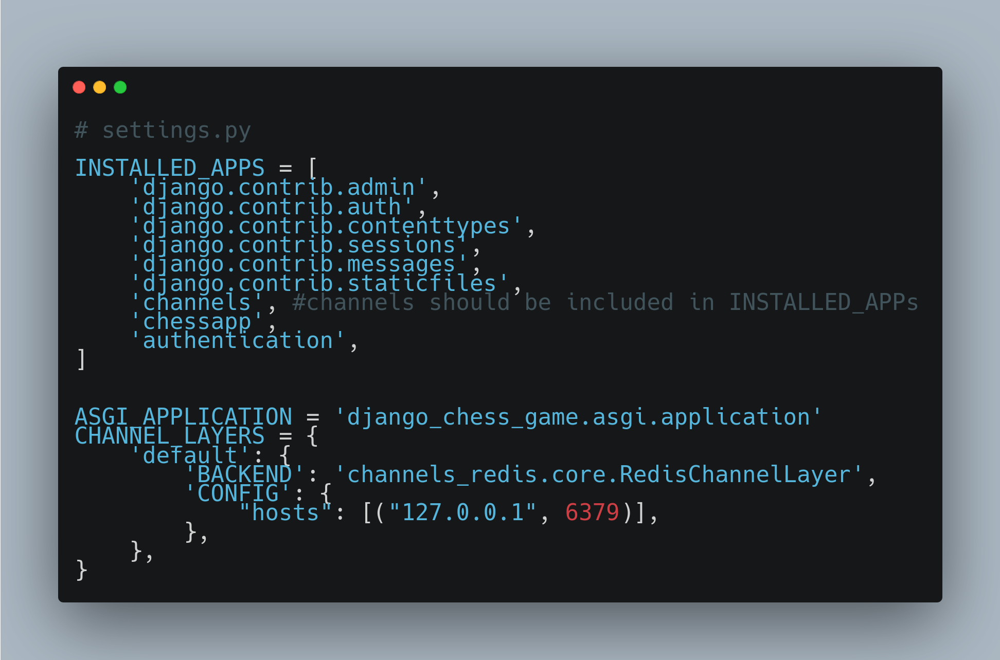 # settings.py
INSTALLED_APPS = [
    'django.contrib.admin',
    'django.contrib.auth',
    'django.contrib.contenttypes',
    'django.contrib.sessions',
    'django.contrib.messages',
    'django.contrib.staticfiles',
    'channels', #channels should be included in INSTALLED_APPs
    'chessapp',
    'authentication',
]
ASGI_APPLICATION = 'django_chess_game.asgi.application'
CHANNEL_LAYERS = {
    'default': {
        'BACKEND': 'channels_redis.core.RedisChannelLayer',
        'CONFIG': {
            "hosts": [("127.0.0.1", 6379)],
        },
    },
}